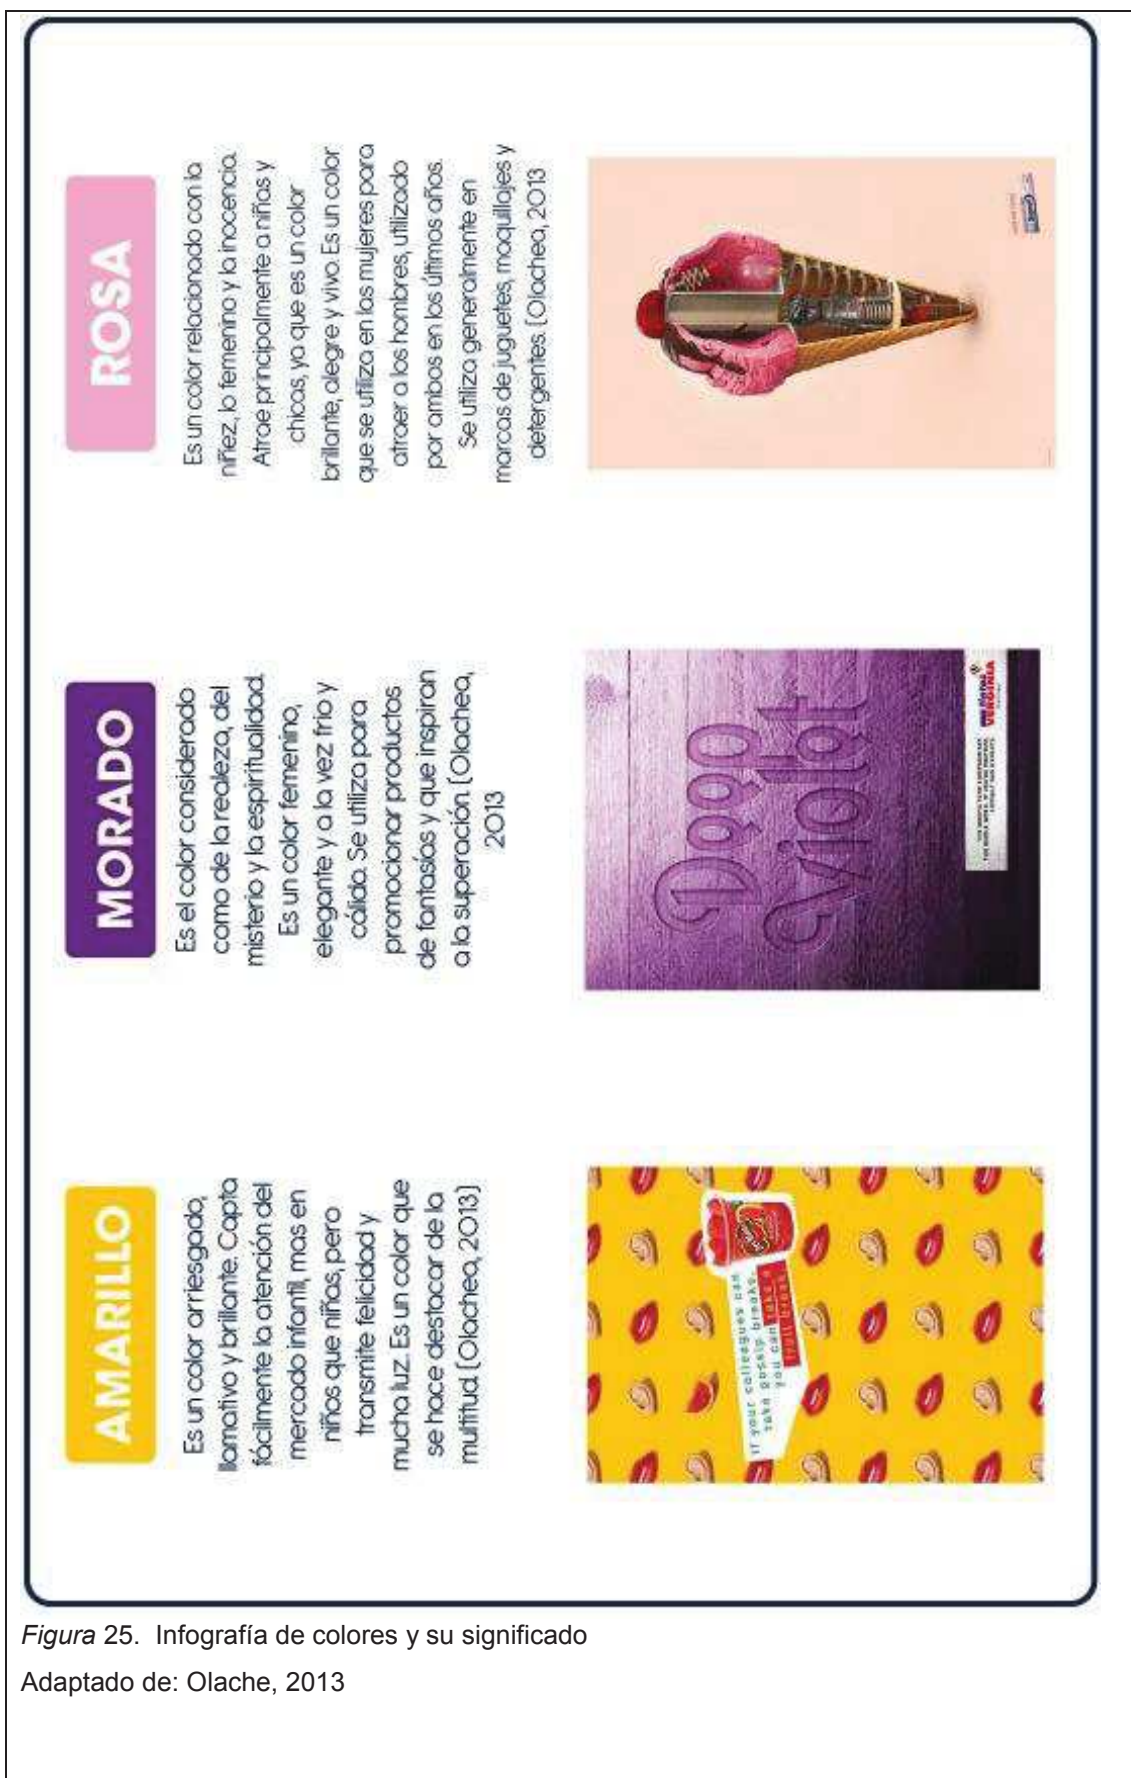 AMARILLO
Es un color arriesgado,
llamativo y brillante. Capta
fácilmente la atención del
mercado infantil, mas en
niños que niñas, pero
transmite felicidad y
mucha luz. Es un color que
se hace destacar de la
multitud. (Olachea, 2013)
If your colleagues can
take gossip breaks,
you can take a
fruit break
MORADO
Es el color considerado
como de la realeza, del
misterio y la espiritualidad.
Es un color femenino,
elegante y a la vez frío y
cálido. Se utiliza para
promocionar productos
de fantasías y que inspiran
a la superación. (Olachea,
2013
Deep
Violet
VERGINIA
ROSA
Es un color relacionado con la
niñez, lo femenino y la inocencia.
Atrae principalmente a niñas y
chicas, ya que es un color
brillante, alegre y vivo. Es un color
que se utiliza en las mujeres para
atraer a los hombres, utilizado
por ambos en los últimos años.
Se utiliza generalmente en
marcas de juguetes, maquillajes y
detergentes. (Olachea, 2013
Figura 25. Infografía de colores y su significado
Adaptado de: Olache, 2013